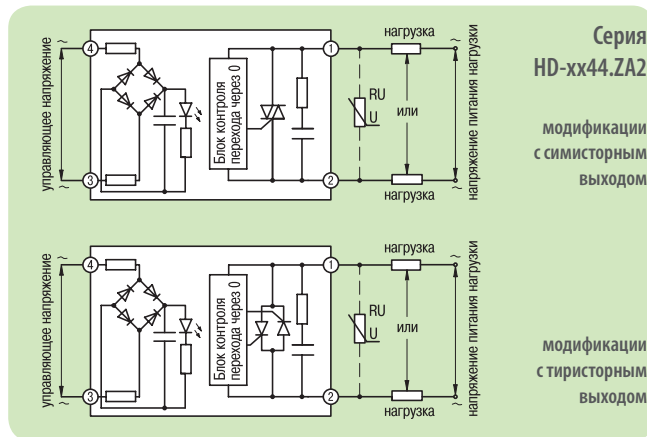 Серия
HD-xx44.ZA2
модификации
с симисторным
выходом
управляющее напряжение
~
~
4
3
Блок контроля
перехода через 0
1
2
RU
U
нагрузка
или
нагрузка
~
~
напряжение питания нагрузки
модификации
с тиристорным
выходом
управляющее напряжение
~
~
4
3
Блок контроля
перехода через 0
1
2
RU
U
нагрузка
или
нагрузка
~
~
напряжение питания нагрузки